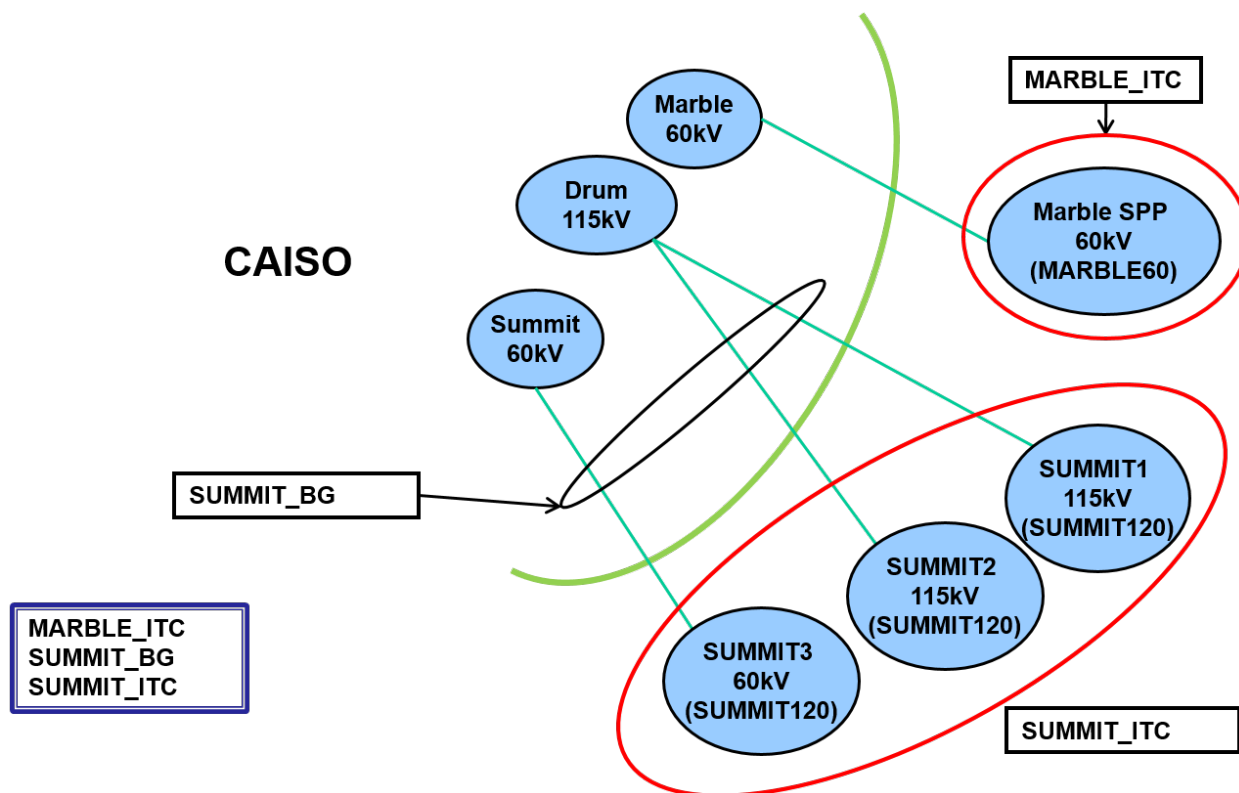 MARBLE_ITC
Marble
60kV
Drum
115kV
Marble SPP
60kV
(MARBLE60)
CAISO
Summit
60kV
SUMMIT_BG
SUMMIT1
115kV
(SUMMIT120)
SUMMIT2
115kV
(SUMMIT120)
SUMMIT3
60kV
(SUMMIT120)
MARBLE_ITC
SUMMIT_BG
SUMMIT_ITC
SUMMIT_ITC